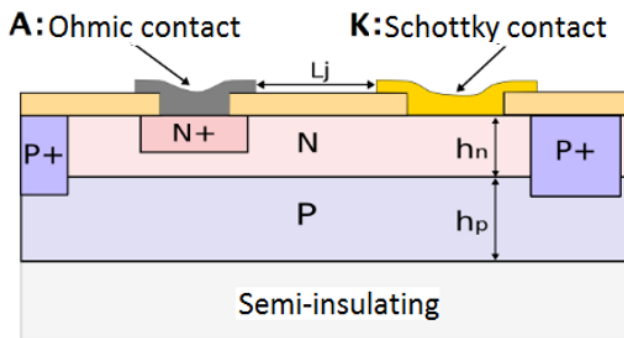 A: Ohmic contact
K: Schottky contact
Lj
N+
P+
N
hn
P+
P
hp
Semi-insulating